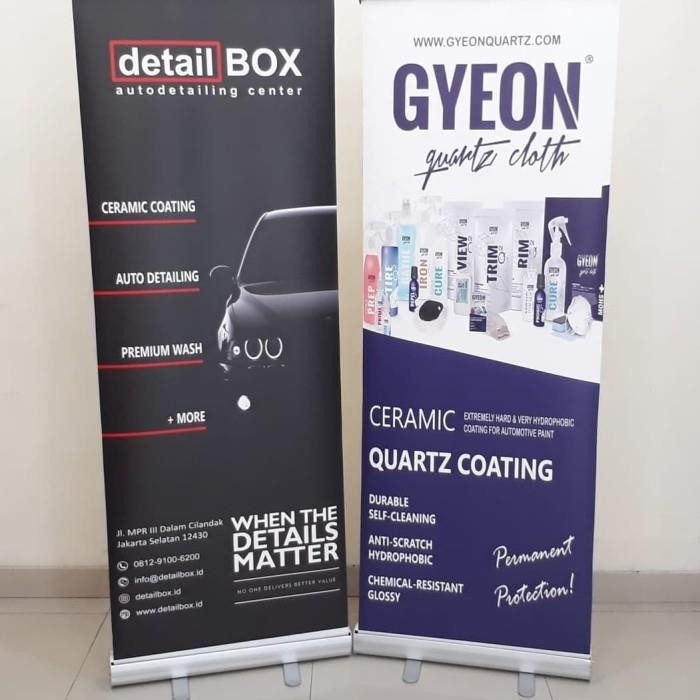 detail BOX
autodetailing center
CERAMIC COATING
AUTO DETAILING
PREMIUM WASH
+ MORE
Jl. MPR III Dalam Cilandak
Jakarta Selatan 12430
0812-9100-6200
info@detailbox.id
detailbox.id
www.detailbox.id
WHEN THE
DETAILS
MATTER
NO ONE DELIVERS BETTER VALUE
WWW.GYEONQUARTZ.COM
GYEON®
quartz cloth
PREP
TIRE
IRON
CURE
VIEW
TRIM
RIM
CURE
GYEON
MOHS +
CERAMIC
EXTREMELY HARD & VERY HYDROPHOBIC
COATING FOR AUTOMOTIVE PAINT
QUARTZ COATING
DURABLE
SELF-CLEANING
ANTI-SCRATCH
HYDROPHOBIC
CHEMICAL-RESISTANT
GLOSSY
Permanent
Protection!